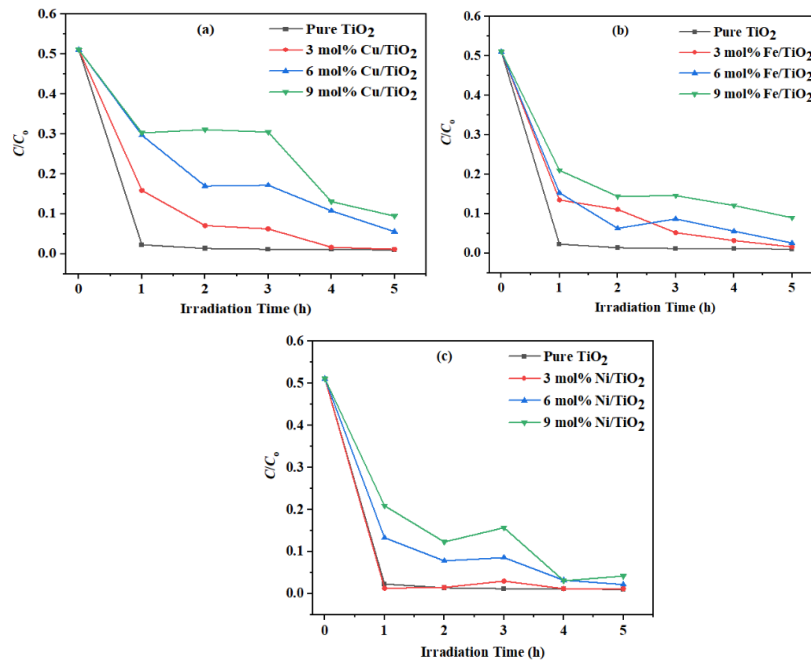 (a)
Pure TiO2
3 mol% Cu/TiO2
6 mol% Cu/TiO2
9 mol% Cu/TiO2
C/Co
0.6
0.5
0.4
0.3
0.2
0.1
0.0
0 1 2 3 4 5
Irradiation Time (h)
(b)
Pure TiO2
3 mol% Fe/TiO2
6 mol% Fe/TiO2
9 mol% Fe/TiO2
C/Co
0.6
0.5
0.4
0.3
0.2
0.1
0.0
0 1 2 3 4 5
Irradiation Time (h)
(c)
Pure TiO2
3 mol% Ni/TiO2
6 mol% Ni/TiO2
9 mol% Ni/TiO2
C/Co
0.6
0.5
0.4
0.3
0.2
0.1
0.0
0 1 2 3 4 5
Irradiation Time (h)